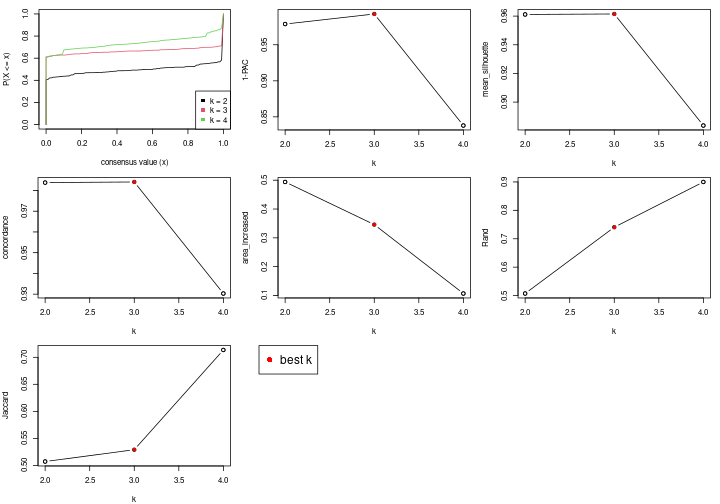 P(X <= x)
1.0
0.8
0.6
0.4
0.2
0.0
k = 2
k = 3
k = 4
0.0 0.2 0.4 0.6 0.8 1.0
consensus value (x)
1-PAC
0.95
0.90
0.85
2.0 2.5 3.0 3.5 4.0
k
mean_silhouette
0.96
0.94
0.92
0.90
2.0 2.5 3.0 3.5 4.0
k
concordance
0.97
0.95
0.93
2.0 2.5 3.0 3.5 4.0
k
area_increased
0.5
0.4
0.3
0.2
0.1
2.0 2.5 3.0 3.5 4.0
k
Rand
0.9
0.8
0.7
0.6
0.5
2.0 2.5 3.0 3.5 4.0
k
Jaccard
0.70
0.65
0.60
0.55
0.50
2.0 2.5 3.0 3.5 4.0
k
best k